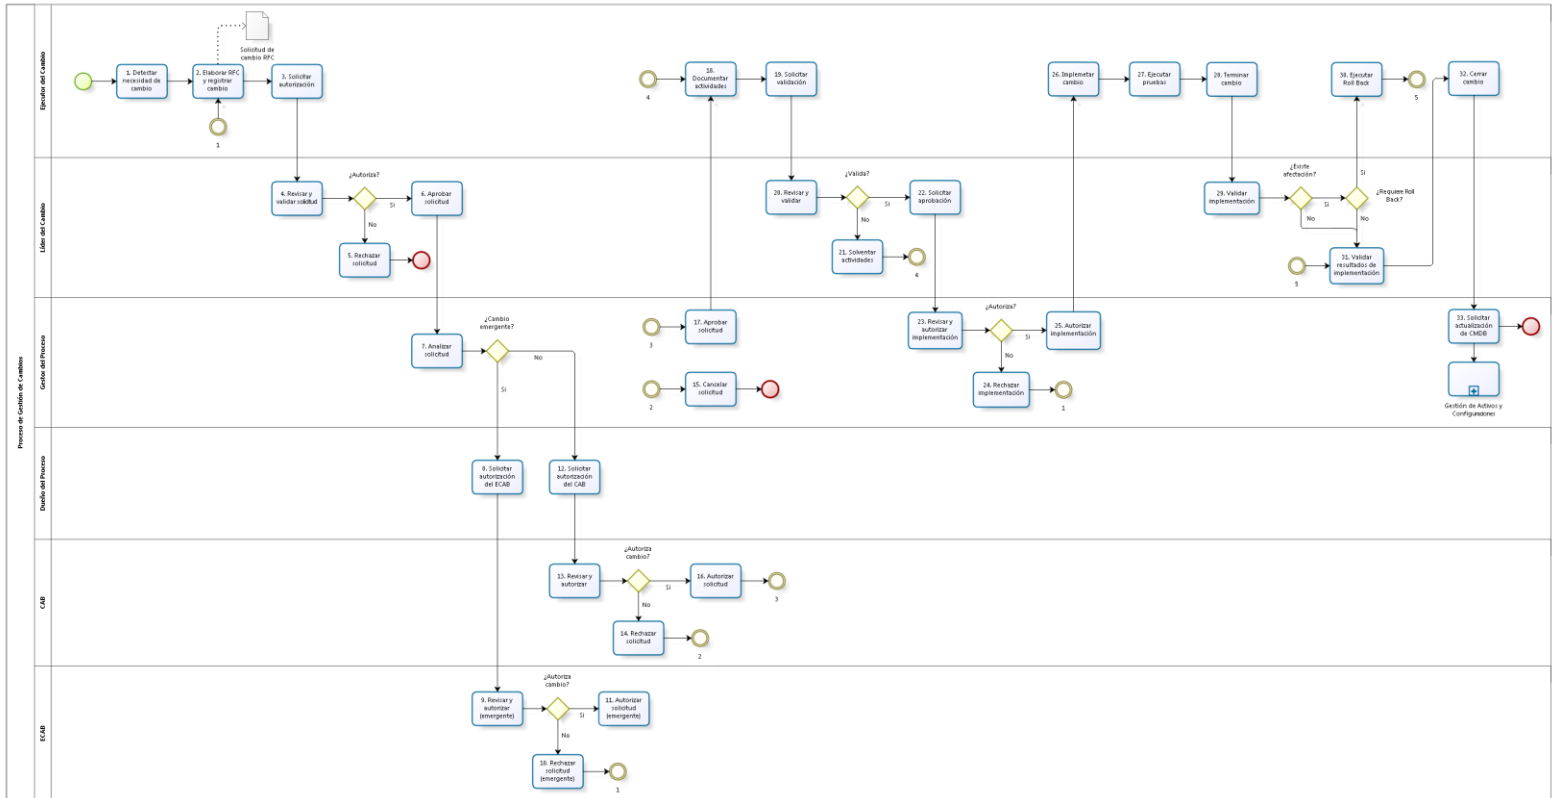 Proceso de Gestión de Cambios
Ejecutor del Cambio
1. Detectar
necesidad de
cambio
2. Elaborar RFC
y registrar
cambio
Solicitud de
cambio RFC
1
3. Solicitar
autorización
4
18.
Documentar
actividades
19. Solicitar
validación
26. Implemetar
cambio
27. Ejecutar
pruebas
28. Terminar
cambio
30. Ejecutar
Roll Back
5
32. Cerrar
cambio
Líder del Cambio
4. Revisar y
validar solicitud
¿Autoriza?
Si
No
6. Aprobar
solicitud
5. Rechazar
solicitud
20. Revisar y
validar
¿Valida?
Si
No
22. Solicitar
aprobación
21. Solventar
actividades
4
29. Validar
implementación
¿Existe
afectación?
Si
No
¿Requiere Roll
Back?
Si
No
5
31. Validar
resultados de
implementación
Gestor del Proceso
7. Analizar
solicitud
¿Cambio
emergente?
No
Si
3
17. Aprobar
solicitud
2
15. Cancelar
solicitud
23. Revisar y
autorizar
implementación
¿Autoriza?
Si
No
25. Autorizar
implementación
24. Rechazar
implementación
1
33. Solicitar
actualización
de CMDB
Gestión de Activos y
Configuraciones
Dueño del Proceso
8. Solicitar
autorización
del ECAB
12. Solicitar
autorización
del CAB
CAB
13. Revisar y
autorizar
¿Autoriza
cambio?
Si
No
16. Autorizar
solicitud
3
14. Rechazar
solicitud
2
ECAB
9. Revisar y
autorizar
(emergente)
¿Autoriza
cambio?
Si
No
11. Autorizar
solicitud
(emergente)
10. Rechazar
solicitud
(emergente)
1